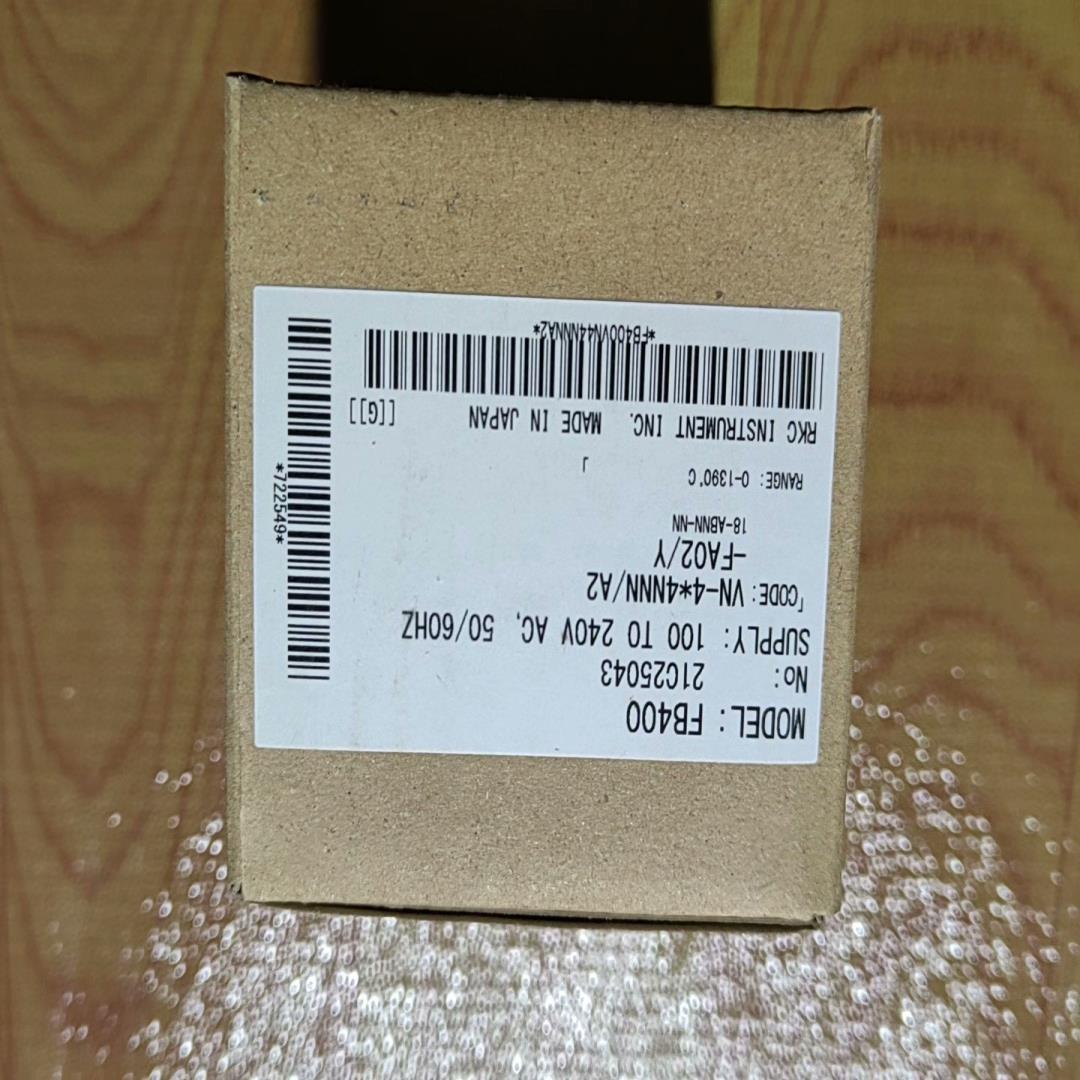 MODEL: FB400
No: 21C25043
SUPPLY: 100 TO 240V AC, 50/60HZ
「CODE: VN-4*4NNN/A2
-FA02/Y
18-ABNN-NN
RANGE: 0-1390°C
J
RKC INSTRUMENT INC. MADE IN JAPAN [[G]]
*FB400VN44NNNA2*
*722549*